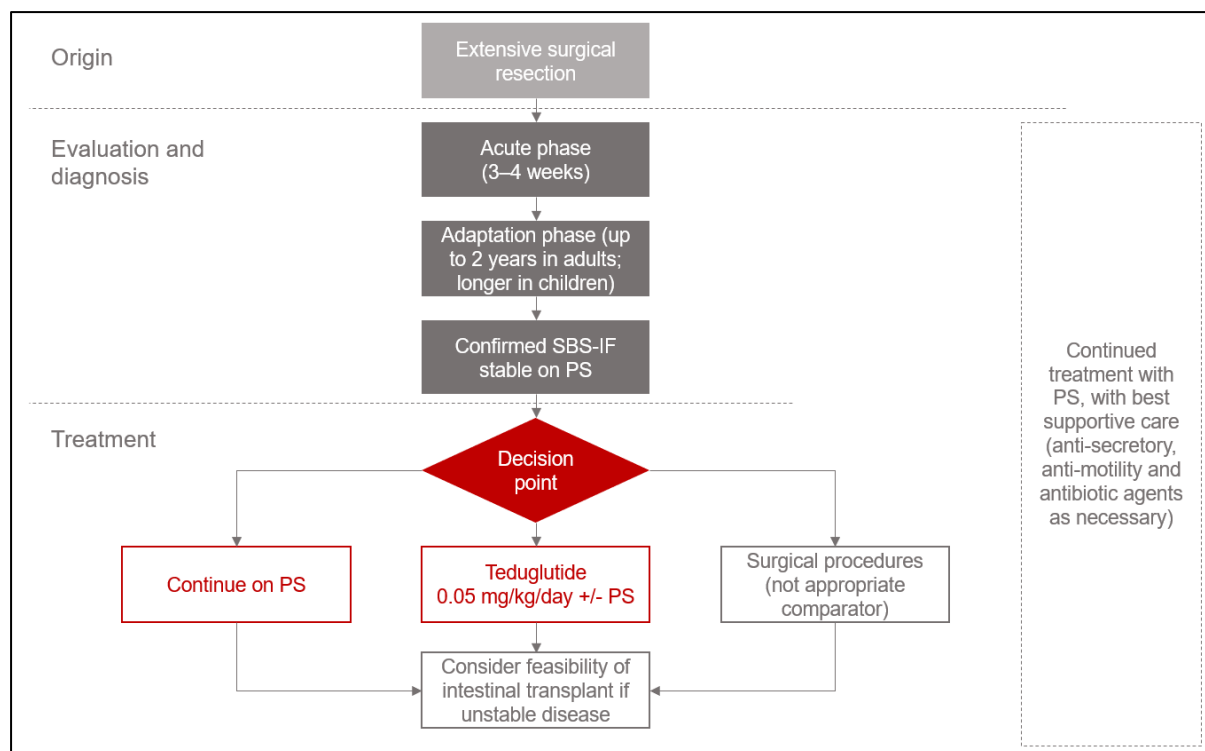 Origin
Extensive surgical
resection
Evaluation and
diagnosis
Acute phase
(3–4 weeks)
Adaptation phase (up
to 2 years in adults;
longer in children)
Confirmed SBS-IF
stable on PS
Treatment
Decision
point
Continue on PS
Teduglutide
0.05 mg/kg/day +/- PS
Surgical procedures
(not appropriate
comparator)
Consider feasibility of
intestinal transplant if
unstable disease
Continued
treatment with
PS, with best
supportive care
(anti-secretory,
anti-motility and
antibiotic agents
as necessary)